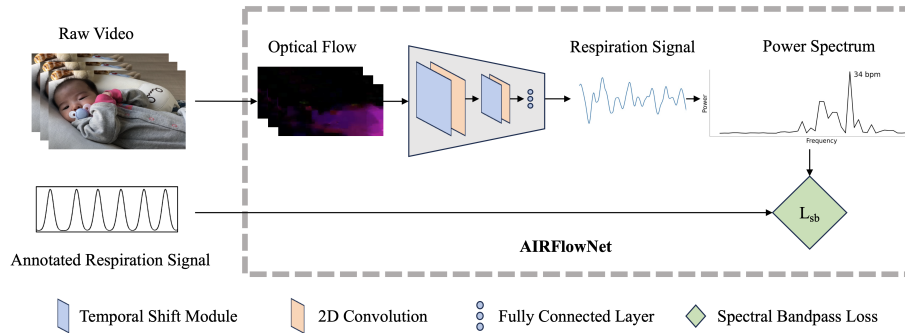 Raw Video
Optical Flow
Respiration Signal
Power Spectrum
34 bpm
Power
Frequency
L_sb
Annotated Respiration Signal
AIRFlowNet
Temporal Shift Module
2D Convolution
Fully Connected Layer
Spectral Bandpass Loss